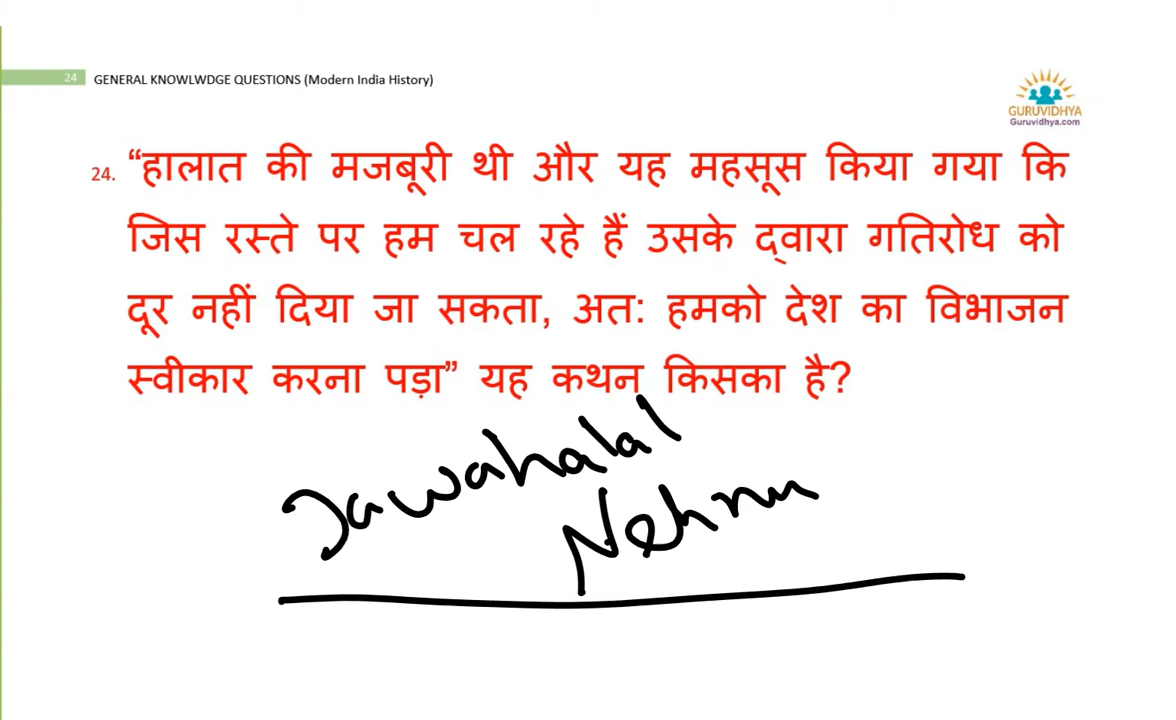 24 GENERAL KNOWLWDGE QUESTIONS (Modern India History)
GURUVIDHYA
Guruvidhya.com
24. “हालात की मजबूरी थी और यह महसूस किया गया कि
जिस रस्ते पर हम चल रहे हैं उसके द्वारा गतिरोध को
दूर नहीं दिया जा सकता, अत: हमको देश का विभाजन
स्वीकार करना पड़ा” यह कथन किसका है?
Jawahalal
Nehru